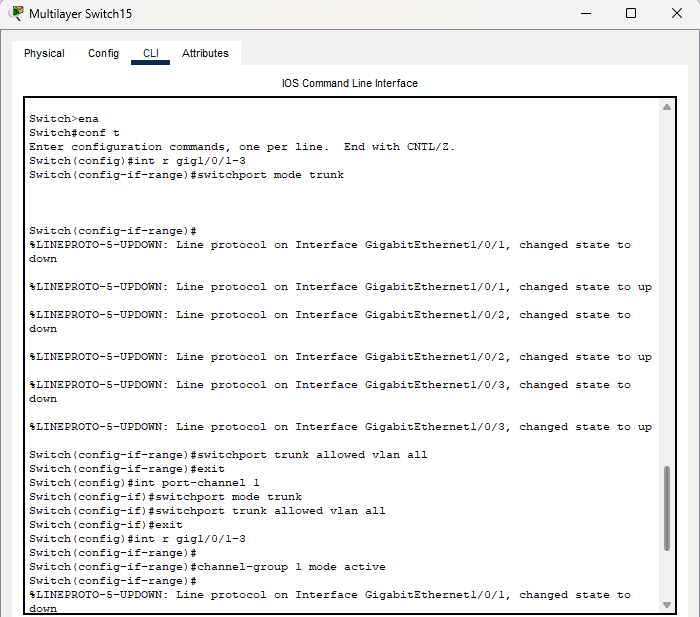 Multilayer Switch15
Physical Config CLI Attributes
IOS Command Line Interface
Switch>ena
Switch#conf t
Enter configuration commands, one per line.  End with CNTL/Z.
Switch(config)#int r gig1/0/1-3
Switch(config-if-range)#switchport mode trunk
Switch(config-if-range)#
%LINEPROTO-5-UPDOWN: Line protocol on Interface GigabitEthernet1/0/1, changed state to
down
%LINEPROTO-5-UPDOWN: Line protocol on Interface GigabitEthernet1/0/1, changed state to up
%LINEPROTO-5-UPDOWN: Line protocol on Interface GigabitEthernet1/0/2, changed state to
down
%LINEPROTO-5-UPDOWN: Line protocol on Interface GigabitEthernet1/0/2, changed state to up
%LINEPROTO-5-UPDOWN: Line protocol on Interface GigabitEthernet1/0/3, changed state to
down
%LINEPROTO-5-UPDOWN: Line protocol on Interface GigabitEthernet1/0/3, changed state to up
Switch(config-if-range)#switchport trunk allowed vlan all
Switch(config-if-range)#exit
Switch(config)#int port-channel 1
Switch(config-if)#switchport mode trunk
Switch(config-if)#switchport trunk allowed vlan all
Switch(config-if)#exit
Switch(config)#int r gig1/0/1-3
Switch(config-if-range)#
Switch(config-if-range)#channel-group 1 mode active
Switch(config-if-range)#
%LINEPROTO-5-UPDOWN: Line protocol on Interface GigabitEthernet1/0/1, changed state to
down